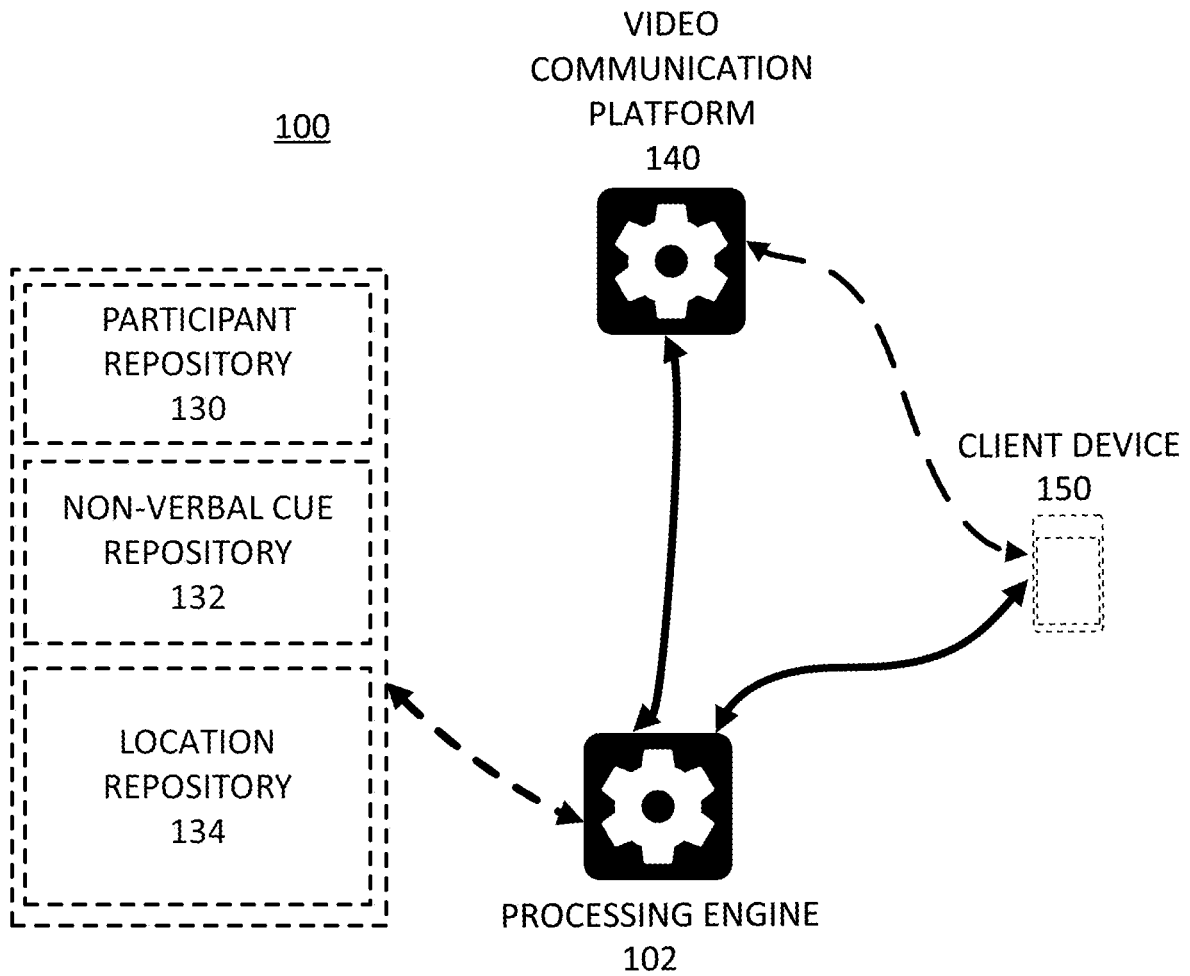 100
VIDEO
COMMUNICATION
PLATFORM
140
PARTICIPANT
REPOSITORY
130
NON-VERBAL CUE
REPOSITORY
132
LOCATION
REPOSITORY
134
CLIENT DEVICE
150
PROCESSING ENGINE
102